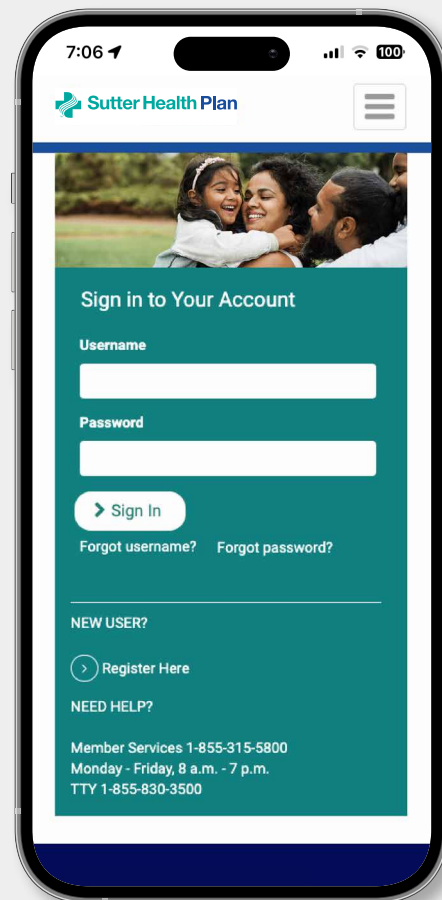 7:06
100
Sutter Health Plan
Sign in to Your Account
Username
Password
Sign In
Forgot username? Forgot password?
NEW USER?
Register Here
NEED HELP?
Member Services 1-855-315-5800
Monday - Friday, 8 a.m. - 7 p.m.
TTY 1-855-830-3500